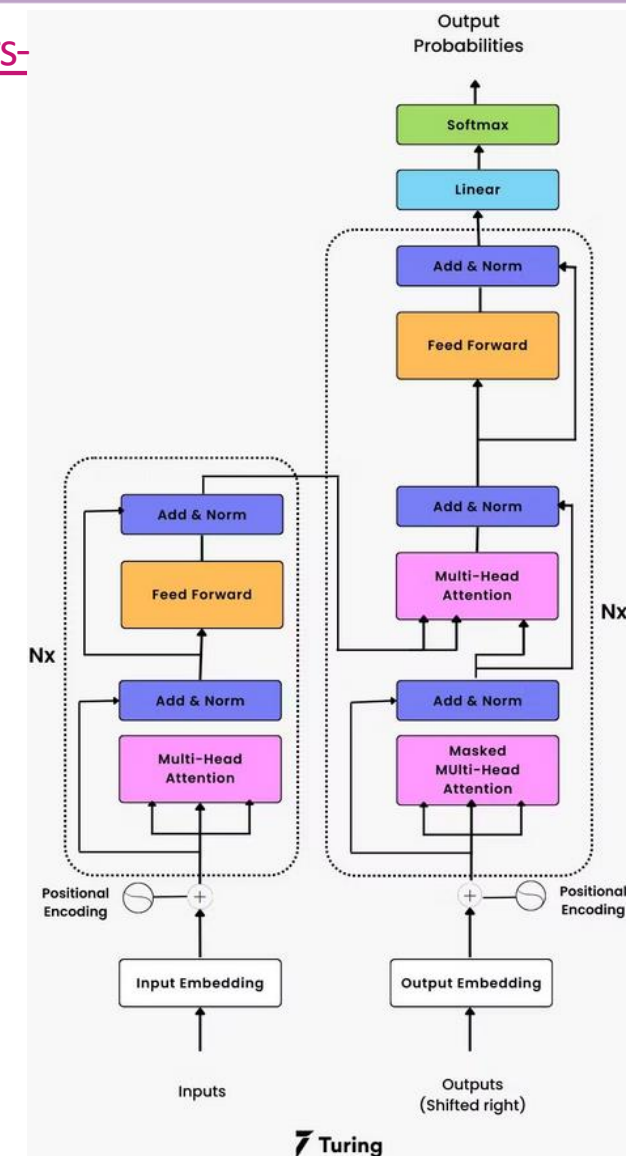 s-
Output
Probabilities
Softmax
Linear
Add & Norm
Feed Forward
Add & Norm
Multi-Head
Attention
Nx
Add & Norm
Masked
MUlti-Head
Attention
Add & Norm
Feed Forward
Nx
Add & Norm
Multi-Head
Attention
Positional
Encoding
+
+
Positional
Encoding
Input Embedding
Output Embedding
Inputs
Outputs
(Shifted right)
Turing